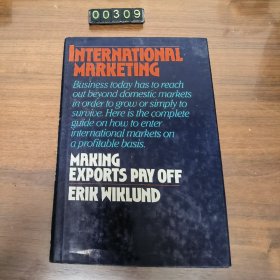 00309
INTERNATIONAL
MARKETING
Business today has to reach
out beyond domestic markets
in order to grow or simply to
survive. Here is the complete
guide on how to enter
international markets on
a profitable basis.
MAKING
EXPORTS PAY OFF
ERIK WIKLUND